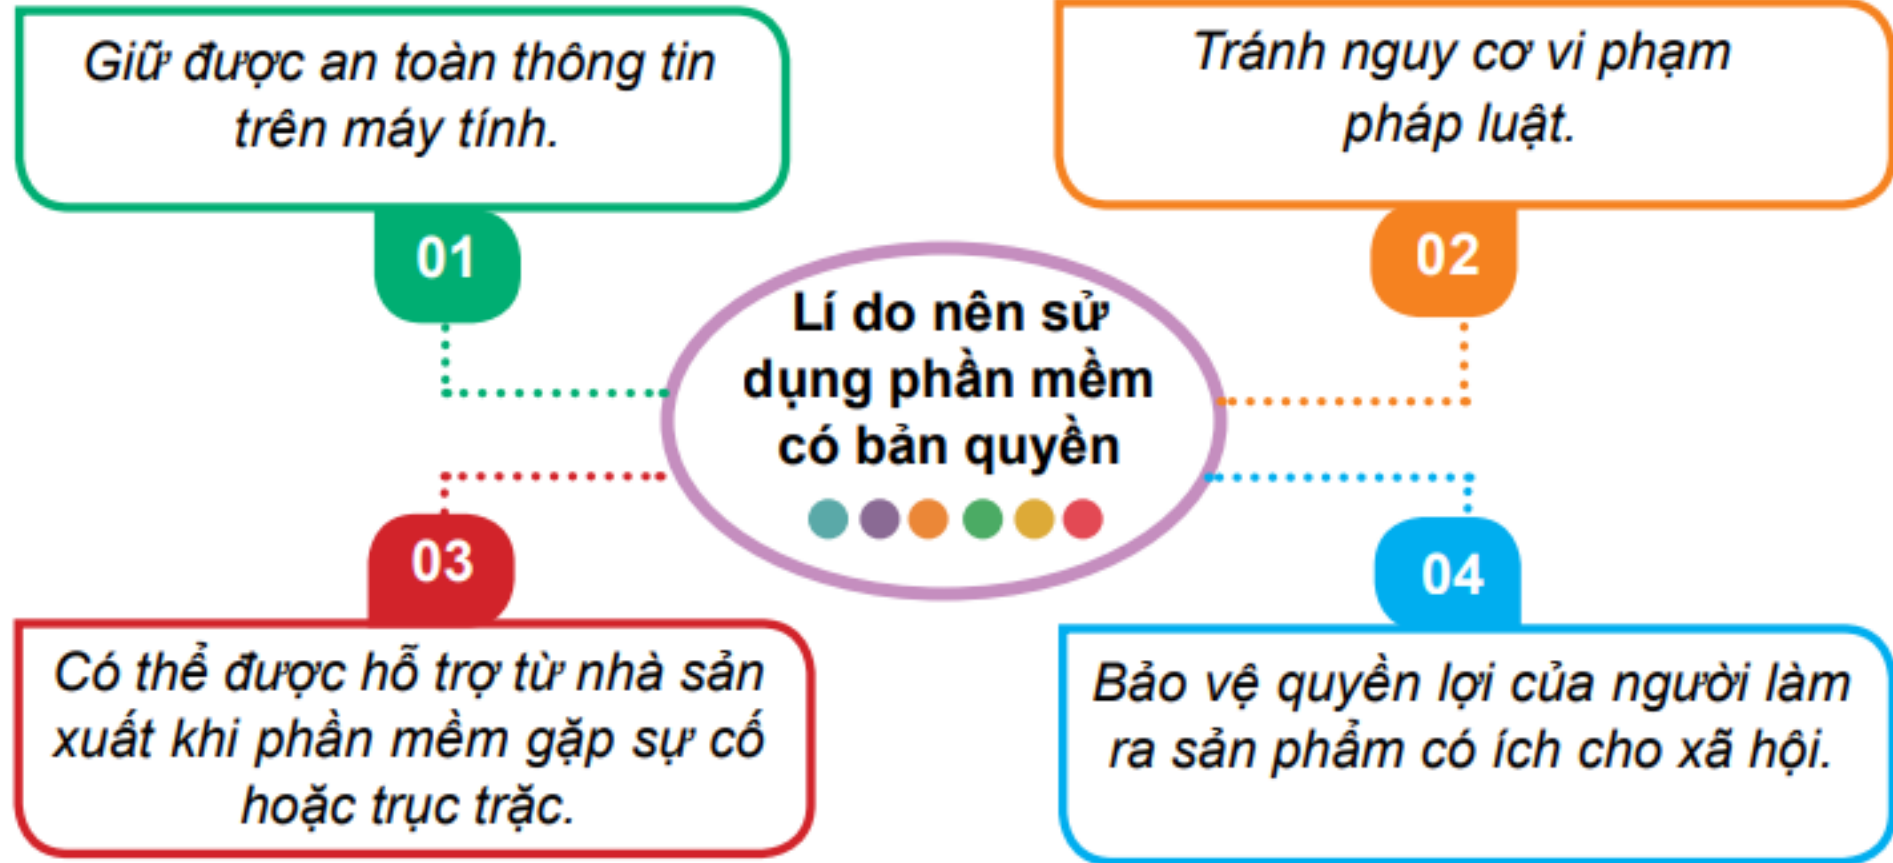 Giữ được an toàn thông tin
trên máy tính.
01
Tránh nguy cơ vi phạm
pháp luật.
02
Lí do nên sử
dụng phần mềm
có bản quyền
03
Có thể được hỗ trợ từ nhà sản
xuất khi phần mềm gặp sự cố
hoặc trục trặc.
04
Bảo vệ quyền lợi của người làm
ra sản phẩm có ích cho xã hội.